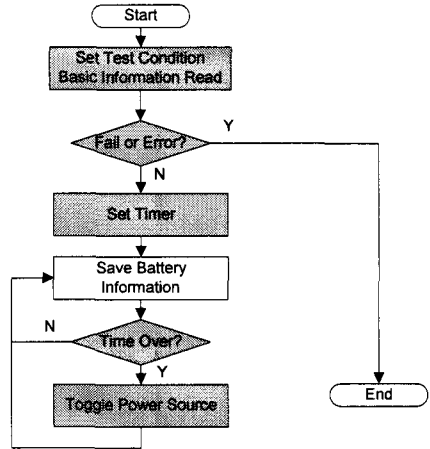 Start
Set Test Condition
Basic Information Read
Fail or Error?
Y
N
Set Timer
Save Battery
Information
N
Time Over?
Y
Toggle Power Source
End